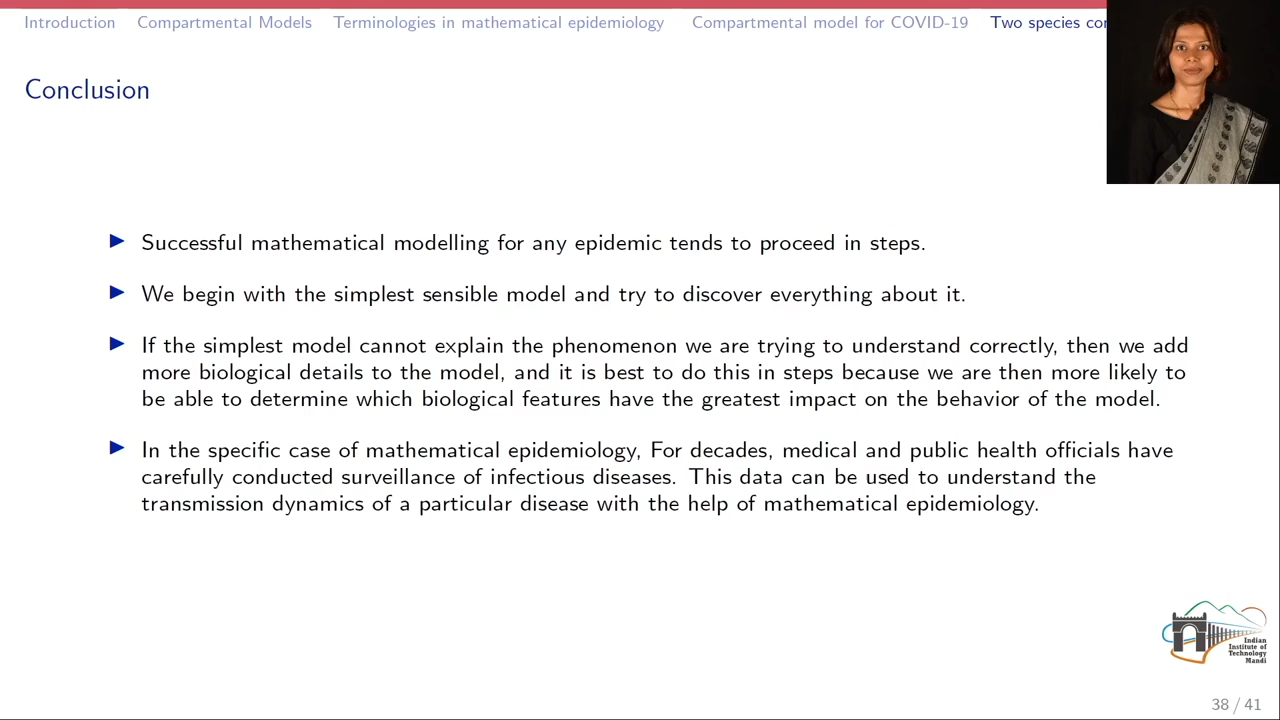 Introduction Compartmental Models Terminologies in mathematical epidemiology Compartmental model for COVID-19 Two species cor
Conclusion
Successful mathematical modelling for any epidemic tends to proceed in steps.
We begin with the simplest sensible model and try to discover everything about it.
If the simplest model cannot explain the phenomenon we are trying to understand correctly, then we add
more biological details to the model, and it is best to do this in steps because we are then more likely to
be able to determine which biological features have the greatest impact on the behavior of the model.
In the specific case of mathematical epidemiology, For decades, medical and public health officials have
carefully conducted surveillance of infectious diseases. This data can be used to understand the
transmission dynamics of a particular disease with the help of mathematical epidemiology.
Indian
Institute of
Technology
Mandi
38 / 41